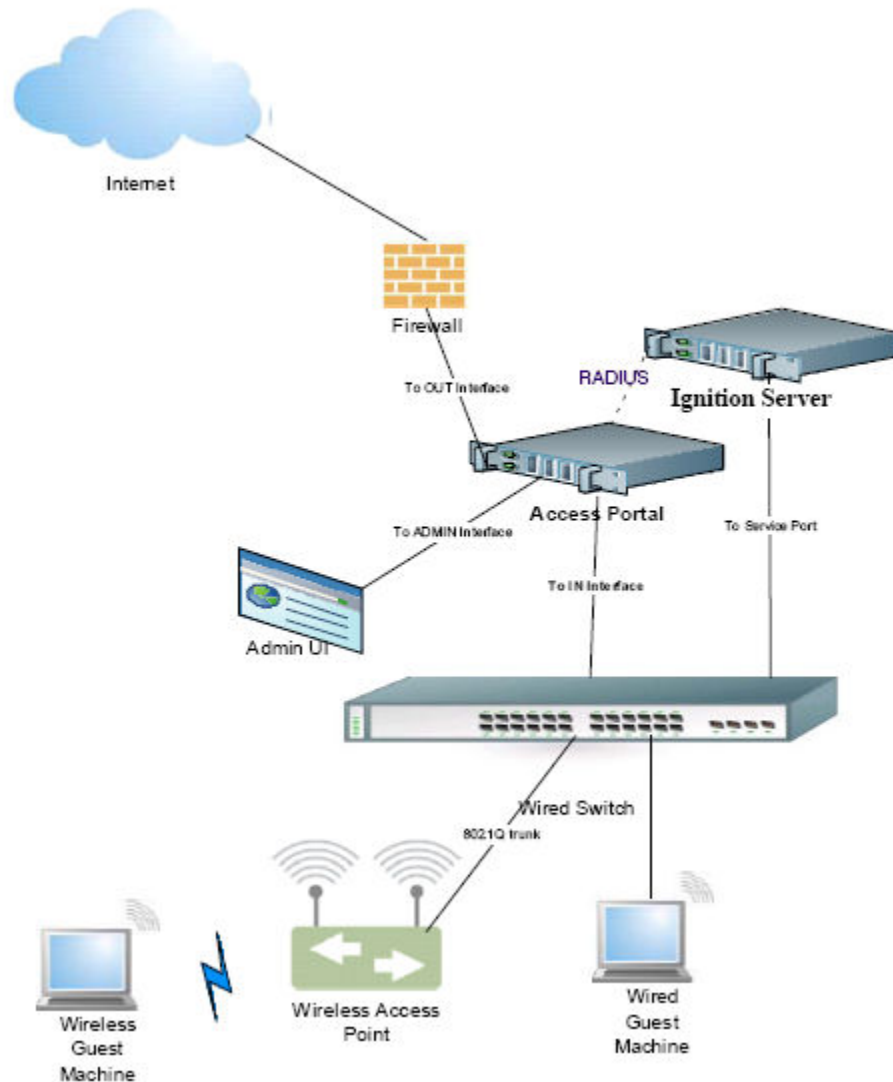 Internet
Firewall
To OUT Interface
RADIUS
Ignition Server
Access Portal
To ADMIN Interface
To Service Port
To IN Interface
Admin UI
Wired Switch
802.1Q trunk
Wireless Access
Point
Wired
Guest
Machine
Wireless
Guest
Machine